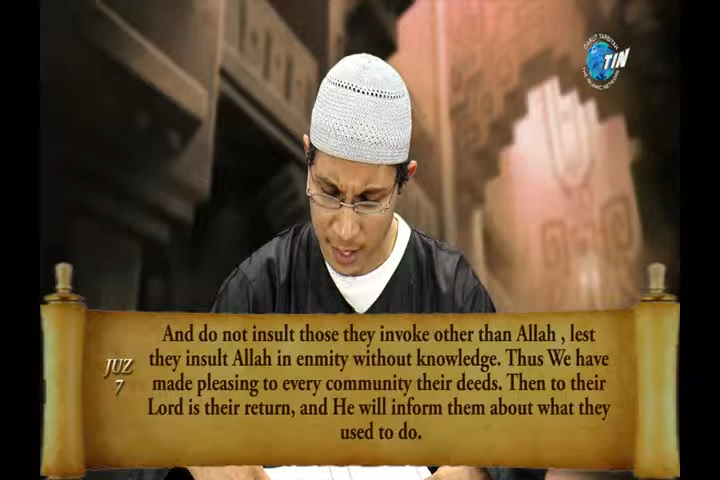 DARUT TARBIYAH
TIN
THE ISLAMIC NETWORK
And do not insult those they invoke other than Allah , lest
they insult Allah in enmity without knowledge. Thus We have
made pleasing to every community their deeds. Then to their
Lord is their return, and He will inform them about what they
used to do.
JUZ
7